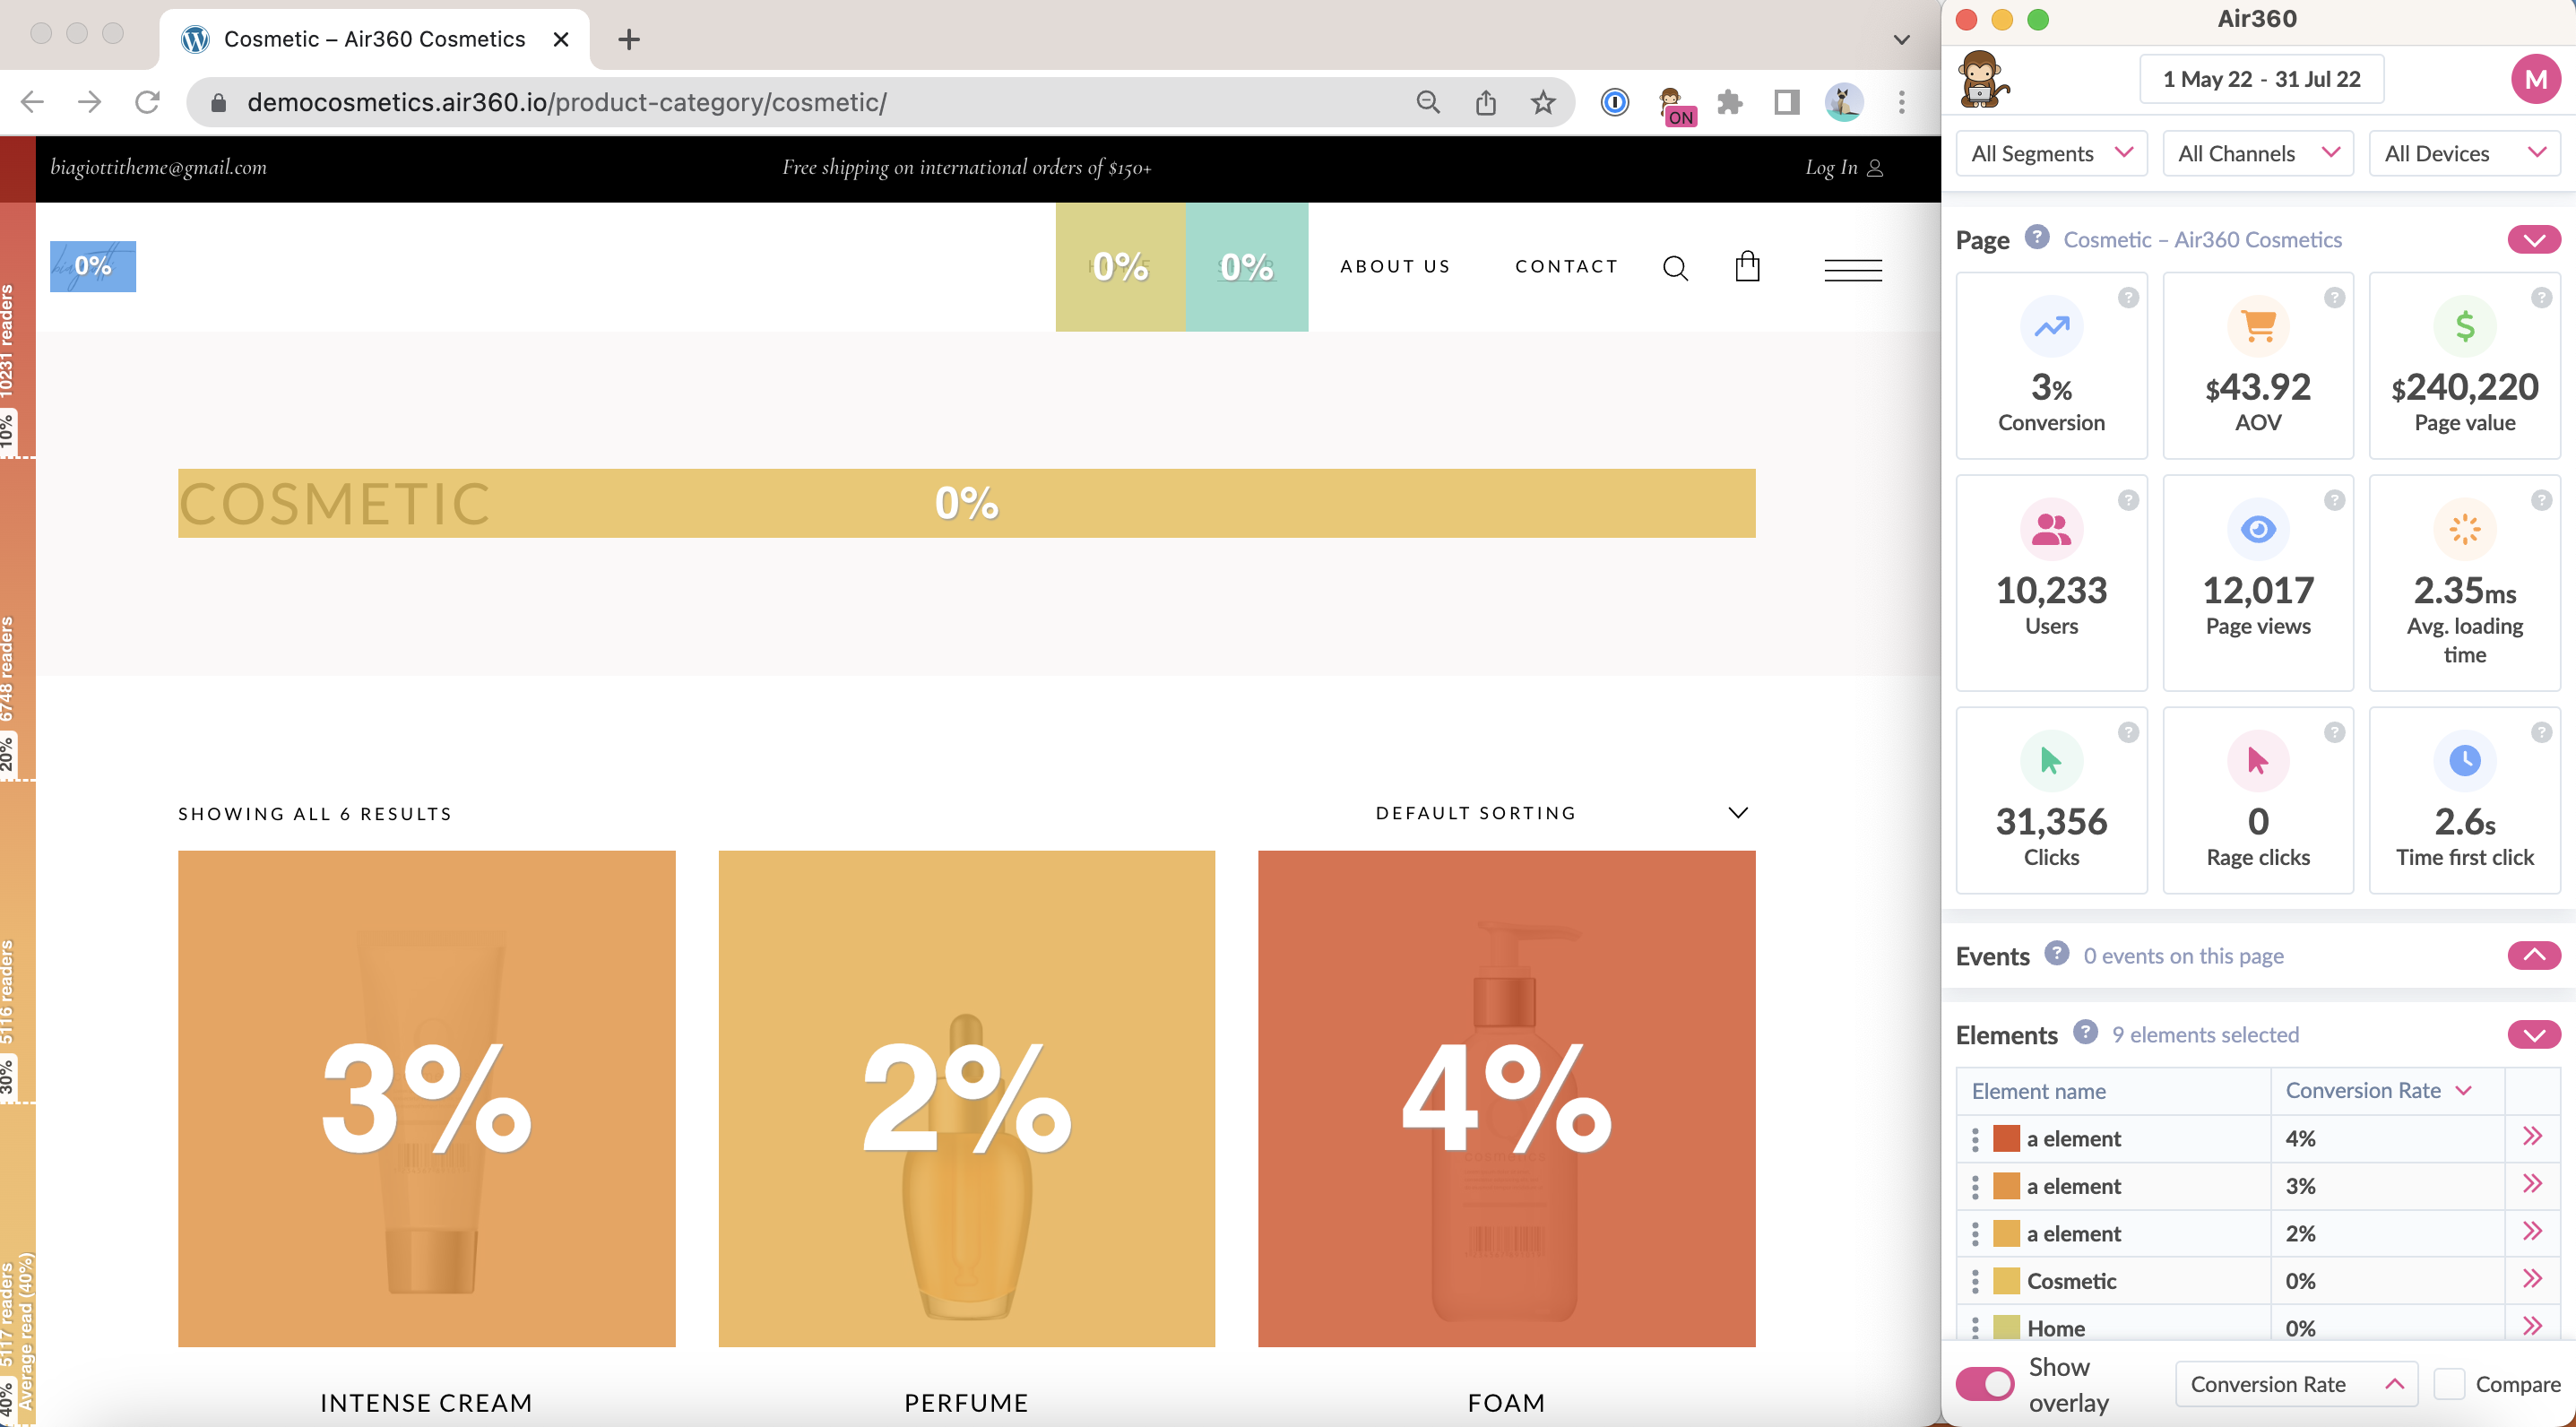 Cosmetic – Air360 Cosmetics
democosmetics.air360.io/product-category/cosmetic/
ON
biagiottitheme@gmail.com
Free shipping on international orders of $150+
Log In
0%
0%
0%
ABOUT US
CONTACT
10231 readers
10%
COSMETIC
0%
6748 readers
20%
SHOWING ALL 6 RESULTS
DEFAULT SORTING
5116 readers
30%
3%
2%
4%
5117 readers
40%
Average read (40%)
INTENSE CREAM
PERFUME
FOAM
Air360
1 May 22 - 31 Jul 22
M
All Segments
All Channels
All Devices
Page ? Cosmetic – Air360 Cosmetics
?
3%
Conversion
?
$43.92
AOV
?
$
$240,220
Page value
?
10,233
Users
?
12,017
Page views
?
2.35ms
Avg. loading
time
?
31,356
Clicks
?
0
Rage clicks
?
2.6s
Time first click
Events ? 0 events on this page
Elements ? 9 elements selected
Element name
Conversion Rate
a element 4%
a element 3%
a element 2%
Cosmetic 0%
Home 0%
Show
overlay
Conversion Rate
Compare